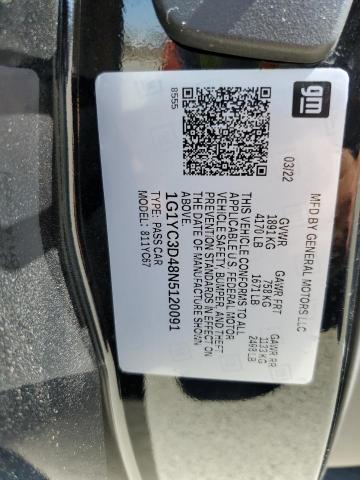 gm
MFD BY GENERAL MOTORS LLC
03/22 GVWR GAWR FRT GAWR RR
1891 KG 758 KG 1133 KG
4170 LB 1671 LB 2498 LB
THIS VEHICLE CONFORMS TO ALL
APPLICABLE U.S. FEDERAL MOTOR
VEHICLE SAFETY, BUMPER, AND THEFT
PREVENTION STANDARDS IN EFFECT ON
THE DATE OF MANUFACTURE SHOWN
ABOVE.
8555 1G1YC3D48N5120091
TYPE: PASS CAR
MODEL: 811YC67